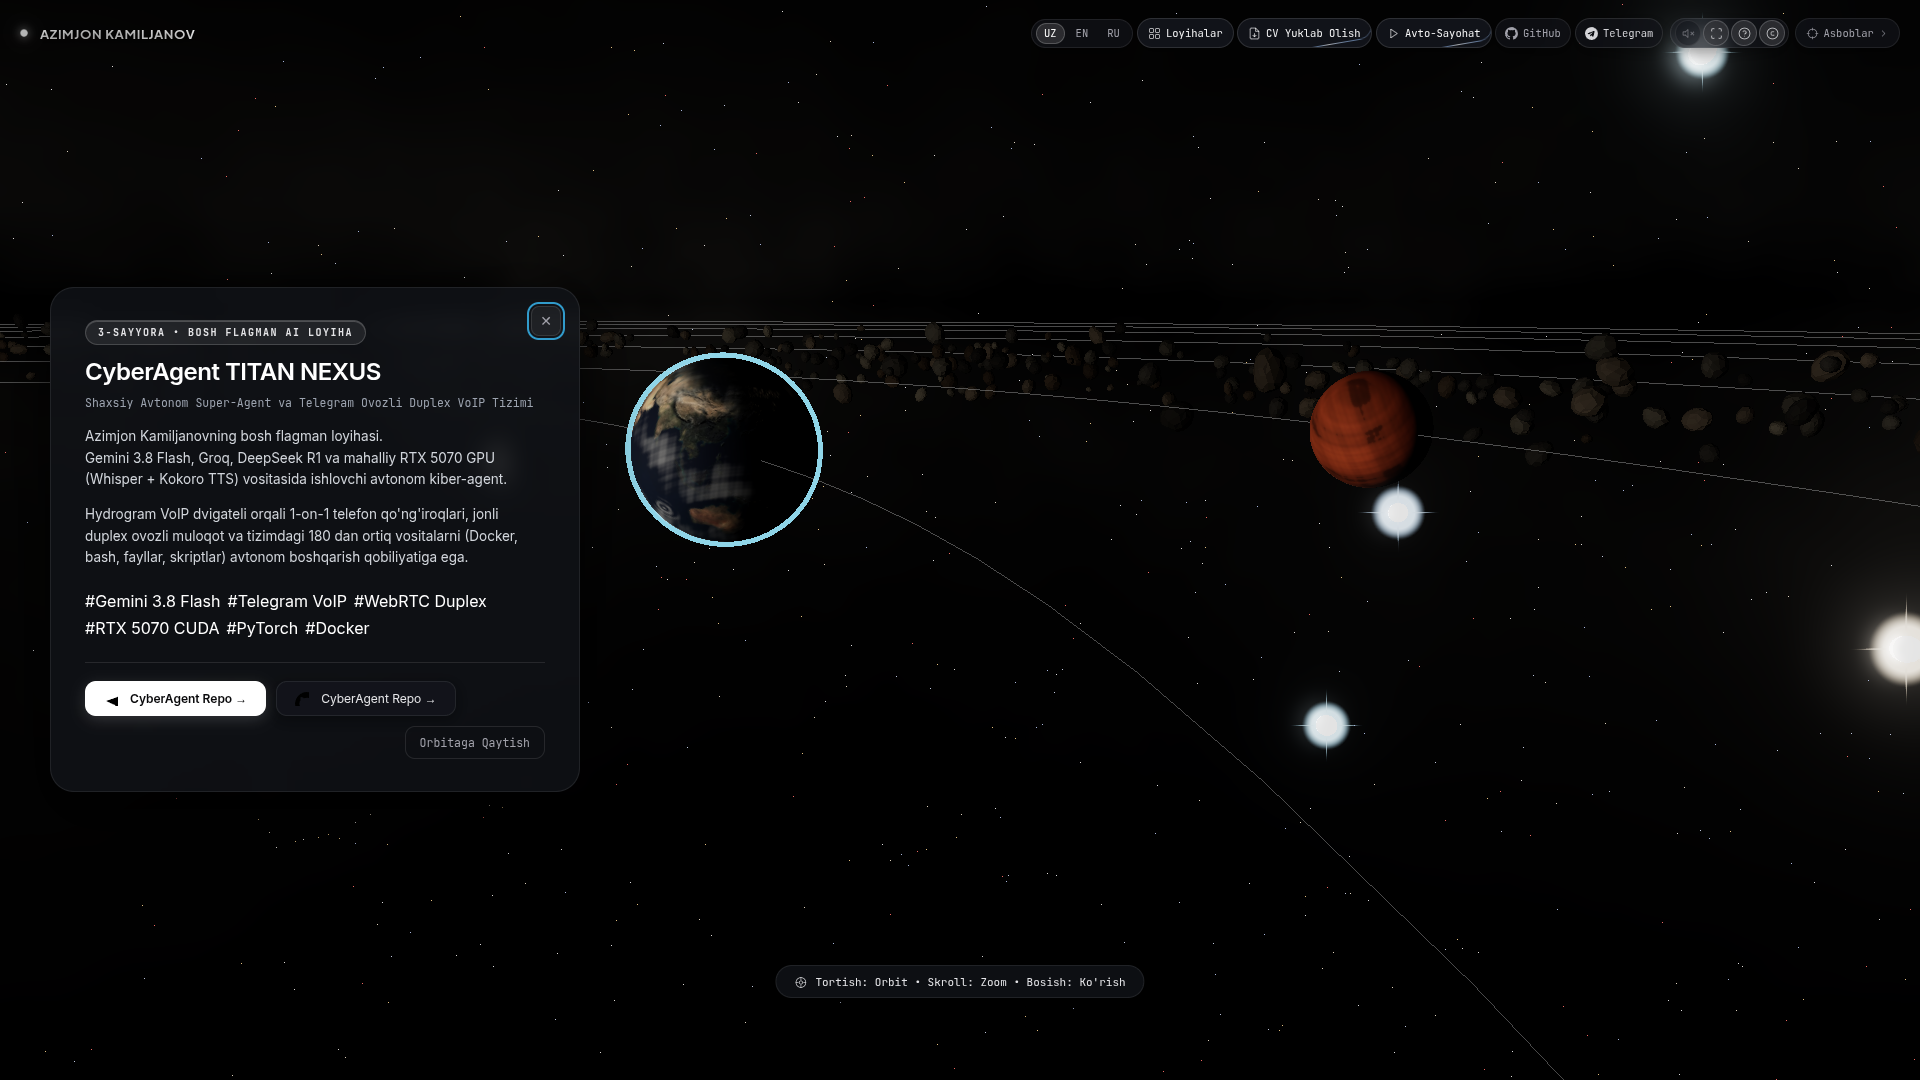 AZIMJON KAMILJANOV
UZ EN RU
Loyihalar
CV Yuklab Olish
Avto-Sayohat
GitHub
Telegram
Asboblar
3-SAYYORA • BOSH FLAGMAN AI LOYIHA
CyberAgent TITAN NEXUS
Shaxsiy Avtonom Super-Agent va Telegram Ovozli Duplex VoIP Tizimi
Azimjon Kamiljanovning bosh flagman loyihasi.
Gemini 3.8 Flash, Groq, DeepSeek R1 va mahalliy RTX 5070 GPU
(Whisper + Kokoro TTS) vositasida ishlovchi avtonom kiber-agent.
Hydrogram VoIP dvigateli orqali 1-on-1 telefon qo'ng'iroqlari, jonli
duplex ovozli muloqot va tizimdagi 180 dan ortiq vositalarni (Docker,
bash, fayllar, skriptlar) avtonom boshqarish qobiliyatiga ega.
#Gemini 3.8 Flash #Telegram VoIP #WebRTC Duplex
#RTX 5070 CUDA #PyTorch #Docker
CyberAgent Repo →
CyberAgent Repo →
Orbitaga Qaytish
Tortish: Orbit • Skroll: Zoom • Bosish: Ko'rish